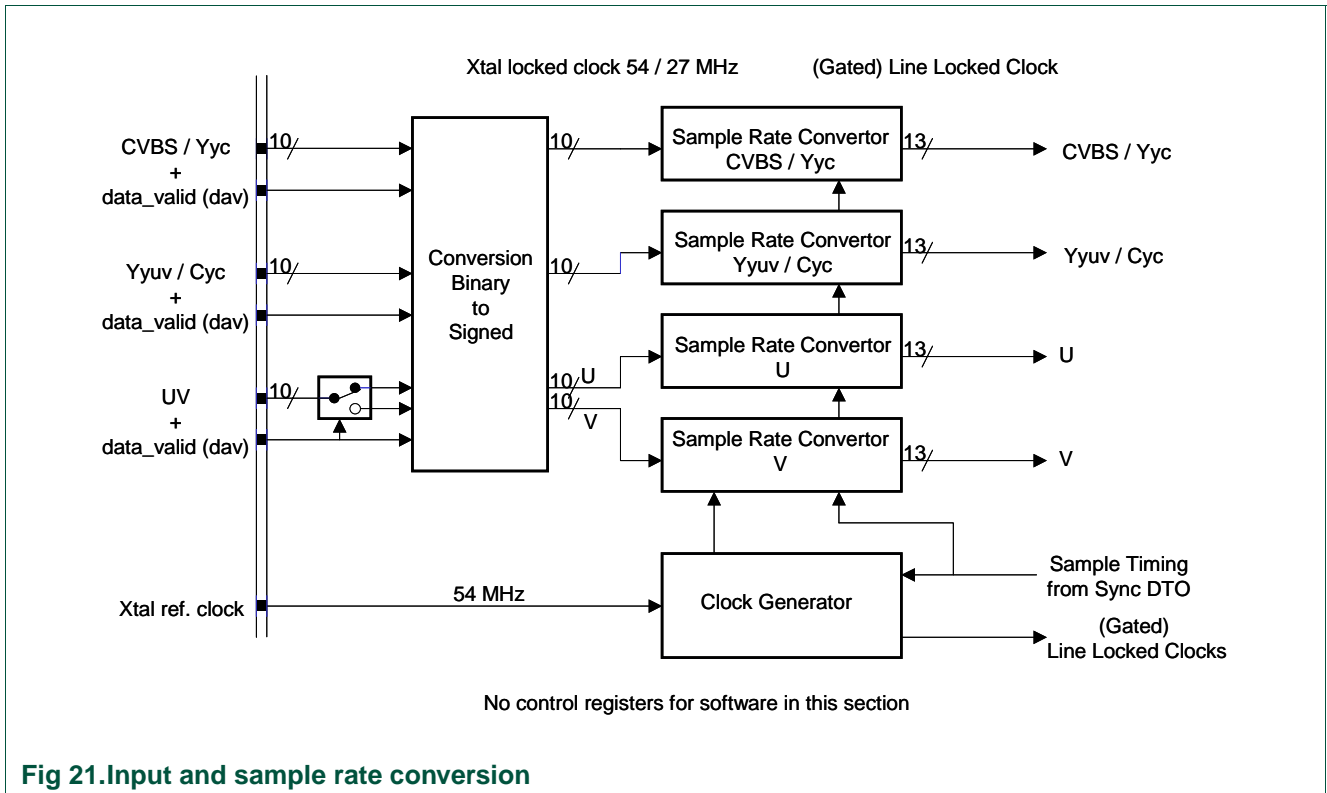 Xtal locked clock 54 / 27 MHz
(Gated) Line Locked Clock
CVBS / Yyc
+
data_valid (dav)
10
10
Sample Rate Convertor
CVBS / Yyc
13
CVBS / Yyc
Yyuv / Cyc
+
data_valid (dav)
10
Conversion
Binary
to
Signed
10
Sample Rate Convertor
Yyuv / Cyc
13
Yyuv / Cyc
UV
+
data_valid (dav)
10
10
U
10
V
Sample Rate Convertor
U
13
U
Sample Rate Convertor
V
13
V
Xtal ref. clock
54 MHz
Clock Generator
Sample Timing
from Sync DTO
(Gated)
Line Locked Clocks
No control registers for software in this section
Fig 21.Input and sample rate conversion